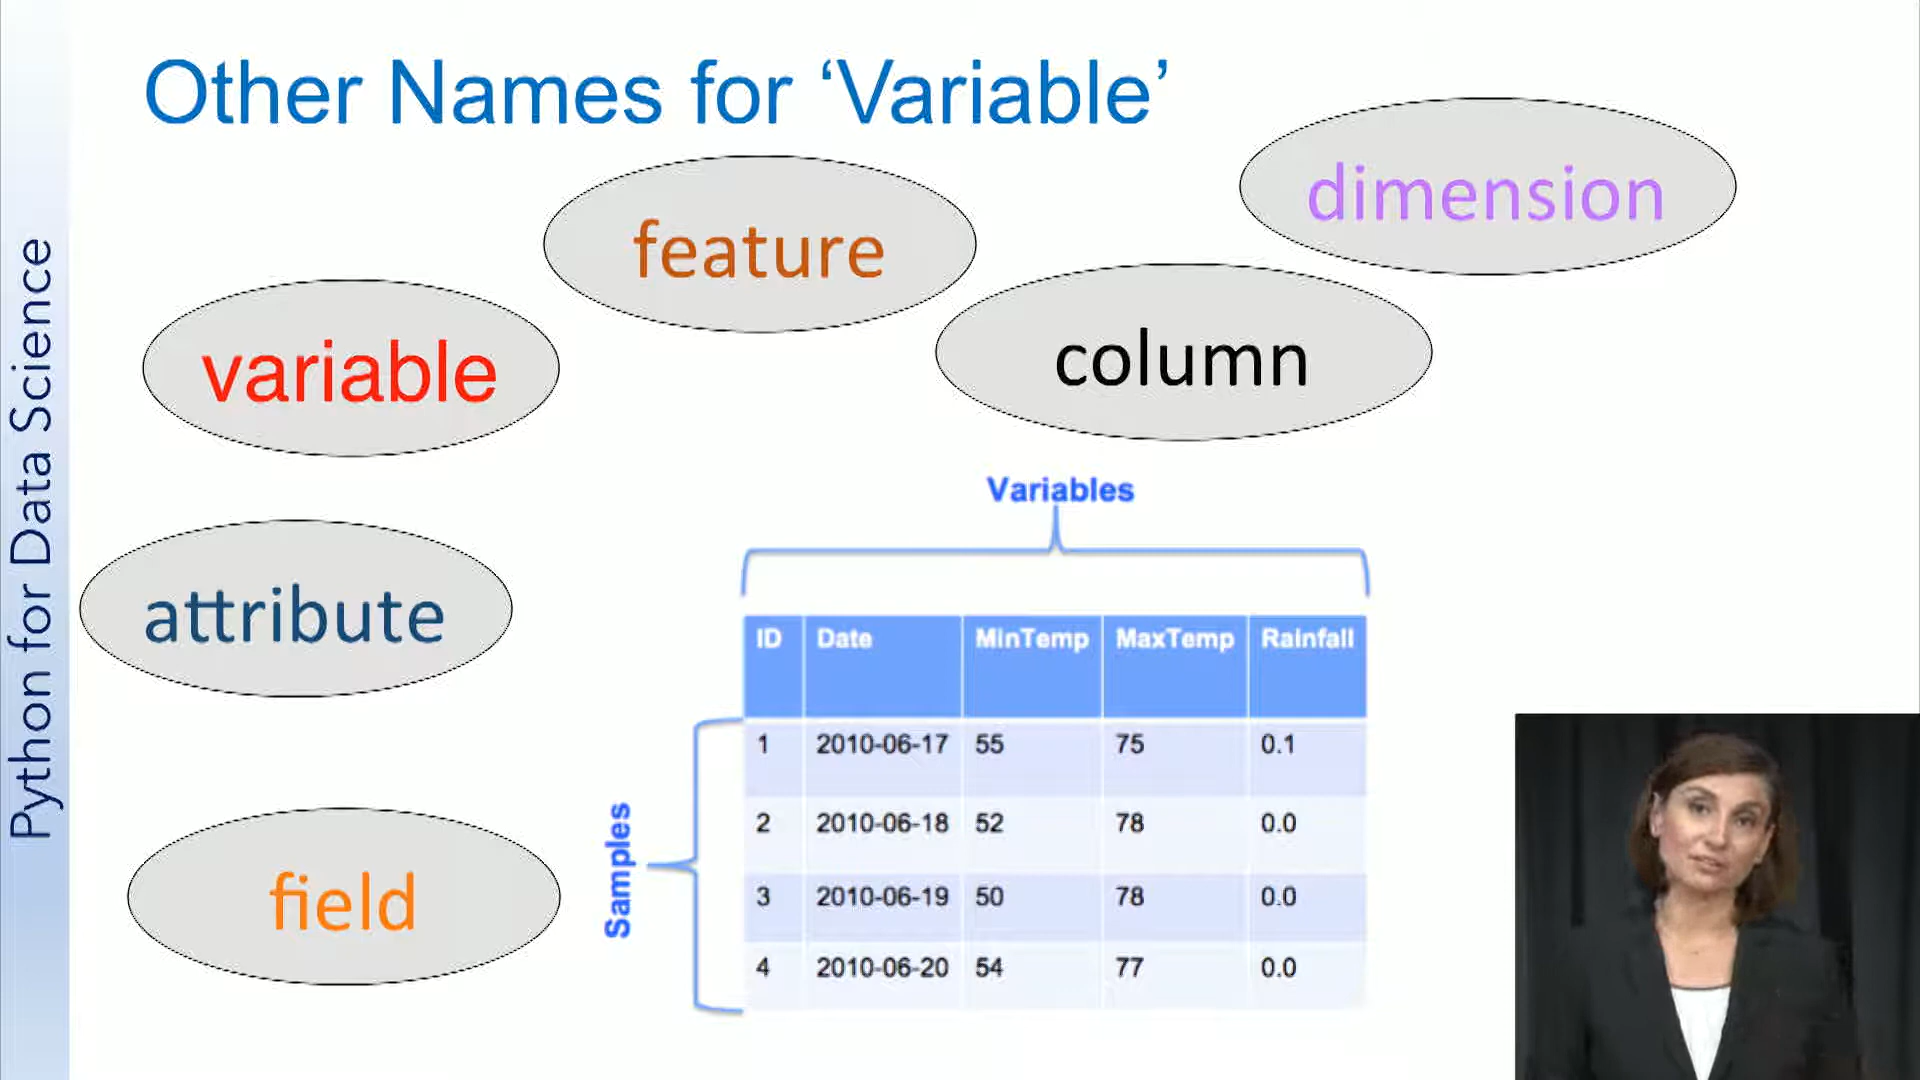 Other Names for ‘Variable’
dimension
feature
column
variable
attribute
field
Python for Data Science
Variables
Samples
ID Date MinTemp MaxTemp Rainfall
1 2010-06-17 55 75 0.1
2 2010-06-18 52 78 0.0
3 2010-06-19 50 78 0.0
4 2010-06-20 54 77 0.0